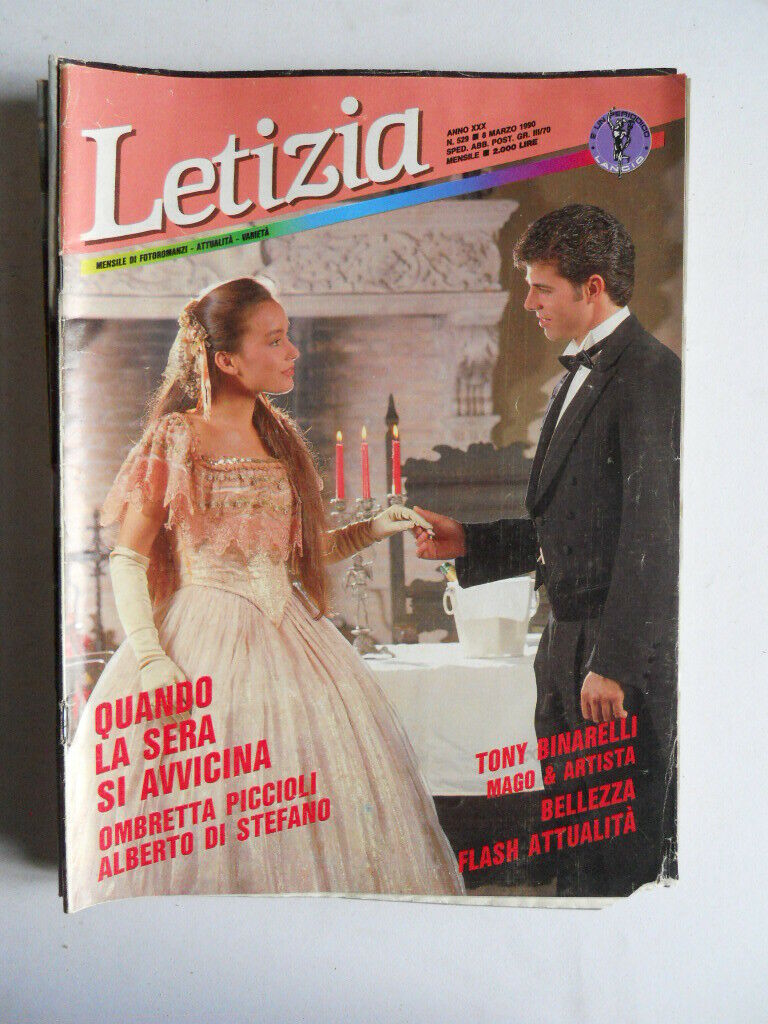 Letizia
ANNO XXX
N. 529 ■ 6 MARZO 1990
SPED. ABB. POST. GR. III/70
MENSILE ■ 2.000 LIRE
È UN PERIODICO
LANCIO
MENSILE DI FOTOROMANZI - ATTUALITÀ - VARIETÀ
QUANDO
LA SERA
SI AVVICINA
OMBRETTA PICCIOLI
ALBERTO DI STEFANO
TONY BINARELLI
MAGO & ARTISTA
BELLEZZA
FLASH ATTUALITÀ